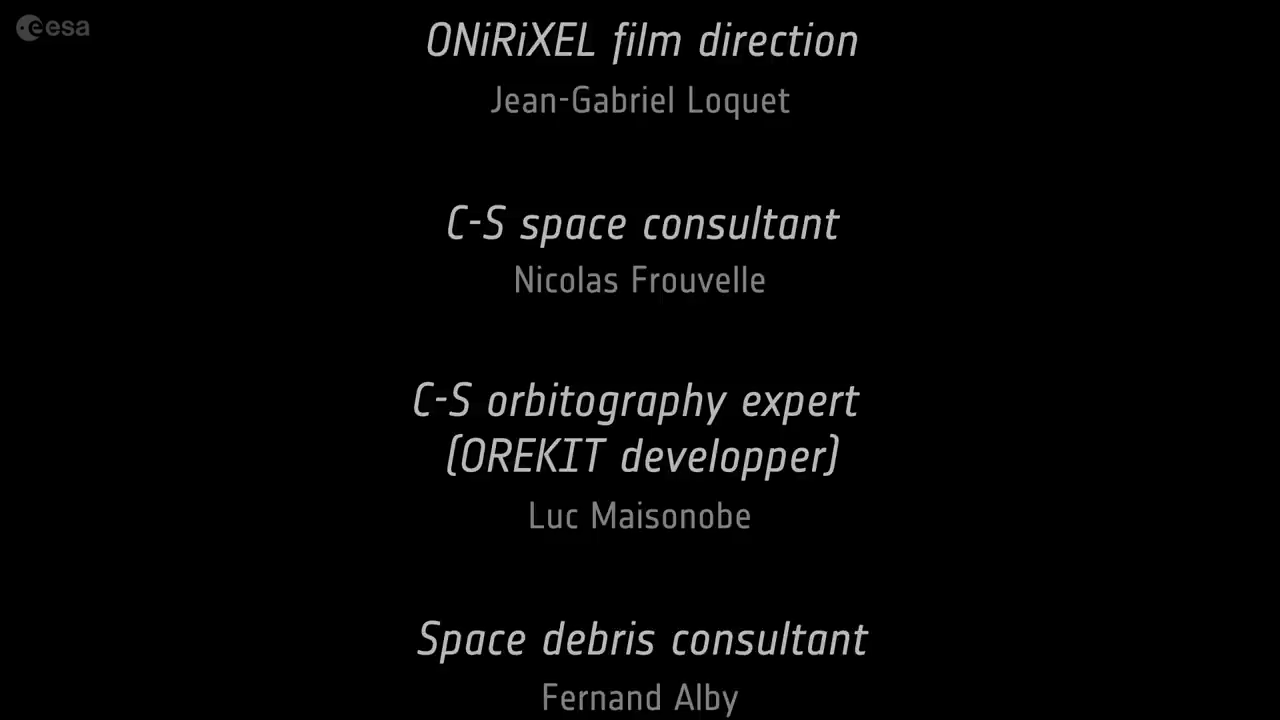 esa
ONiRiXEL film direction
Jean-Gabriel Loquet
C-S space consultant
Nicolas Frouvelle
C-S orbitography expert
(OREKIT developper)
Luc Maisonobe
Space debris consultant
Fernand Alby